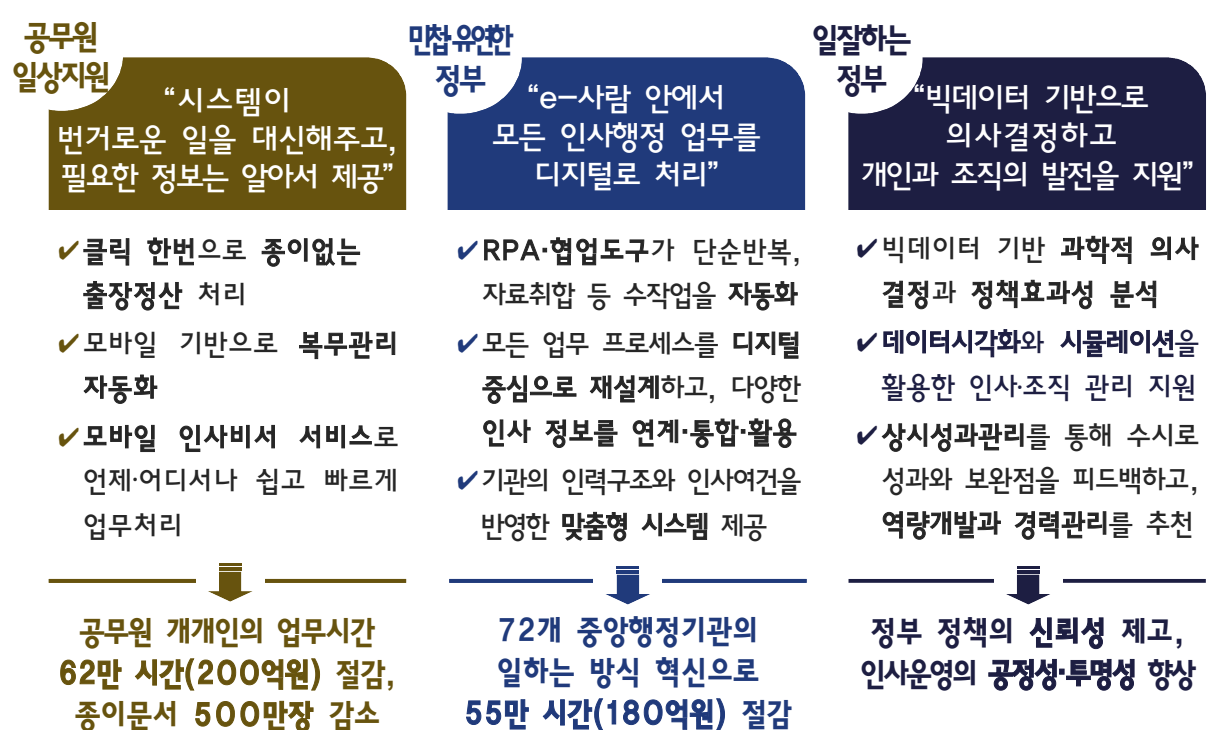 공무원
일상지원
“시스템이
번거로운 일을 대신해주고,
필요한 정보는 알아서 제공”
✔클릭 한번으로 종이없는
출장정산 처리
✔모바일 기반으로 복무관리
자동화
✔모바일 인사비서 서비스로
언제·어디서나 쉽고 빠르게
업무처리
공무원 개개인의 업무시간
62만 시간(200억원) 절감,
종이문서 500만장 감소
민첩·유연한
정부
“e-사람 안에서
모든 인사행정 업무를
디지털로 처리”
✔RPA·협업도구가 단순반복,
자료취합 등 수작업을 자동화
✔모든 업무 프로세스를 디지털
중심으로 재설계하고, 다양한
인사 정보를 연계·통합·활용
✔기관의 인력구조와 인사여건을
반영한 맞춤형 시스템 제공
72개 중앙행정기관의
일하는 방식 혁신으로
55만 시간(180억원) 절감
일잘하는
정부
“빅데이터 기반으로
의사결정하고
개인과 조직의 발전을 지원”
✔빅데이터 기반 과학적 의사
결정과 정책효과성 분석
✔데이터시각화와 시뮬레이션을
활용한 인사·조직 관리 지원
✔상시성과관리를 통해 수시로
성과와 보완점을 피드백하고,
역량개발과 경력관리를 추천
정부 정책의 신뢰성 제고,
인사운영의 공정성·투명성 향상